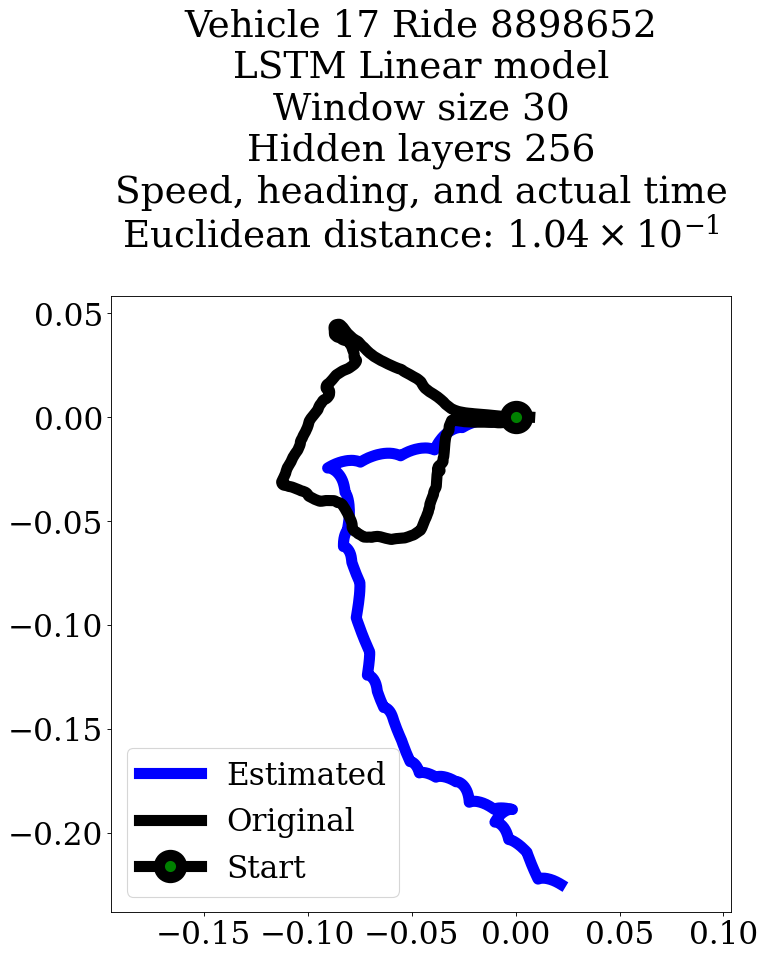 Vehicle 17 Ride 8898652
LSTM Linear model
Window size 30
Hidden layers 256
Speed, heading, and actual time
Euclidean distance: 1.04 × 10⁻¹
0.05
0.00
−0.05
−0.10
−0.15
−0.20
Estimated
Original
Start
−0.15 −0.10 −0.05 0.00 0.05 0.10